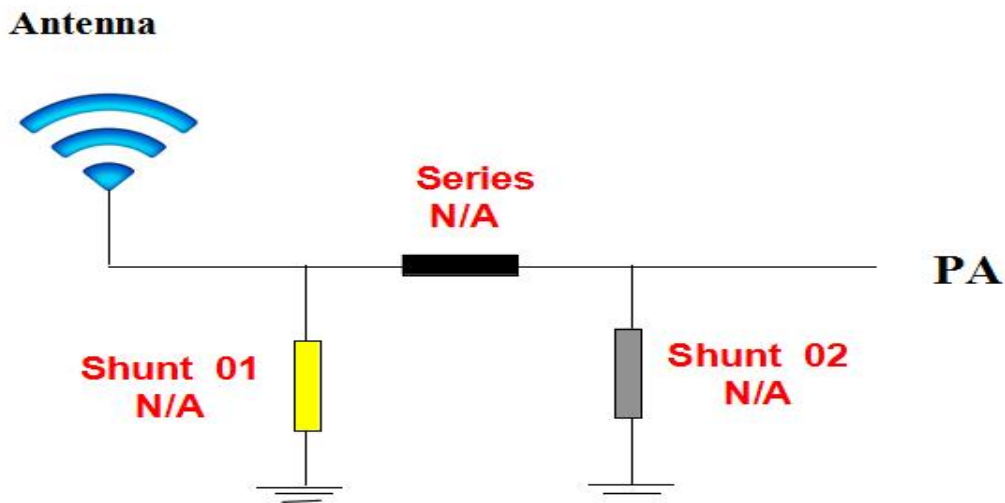 Antenna
Series
N/A
PA
Shunt 01
N/A
Shunt 02
N/A